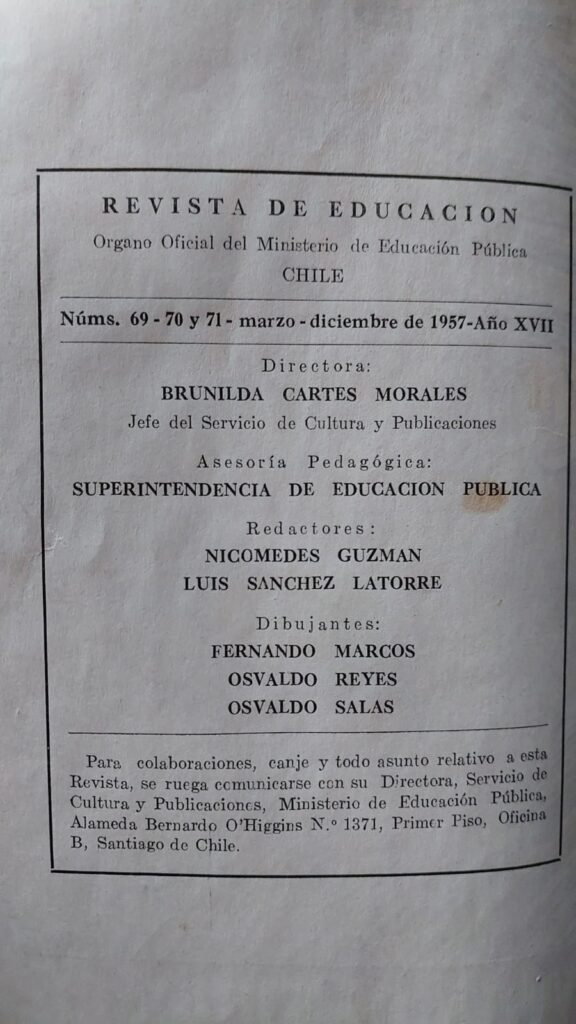 REVISTA DE EDUCACION
Organo Oficial del Ministerio de Educación Pública
CHILE
Núms. 69 - 70 y 71 - marzo - diciembre de 1957-Año XVII
Directora:
BRUNILDA CARTES MORALES
Jefe del Servicio de Cultura y Publicaciones
Asesoría Pedagógica:
SUPERINTENDENCIA DE EDUCACION PUBLICA
Redactores:
NICOMEDES GUZMAN
LUIS SANCHEZ LATORRE
Dibujantes:
FERNANDO MARCOS
OSVALDO REYES
OSVALDO SALAS
Para colaboraciones, canje y todo asunto relativo a esta
Revista, se ruega comunicarse con su Directora, Servicio de
Cultura y Publicaciones, Ministerio de Educación Pública,
Alameda Bernardo O'Higgins N.º 1371, Primer Piso, Oficina
B, Santiago de Chile.